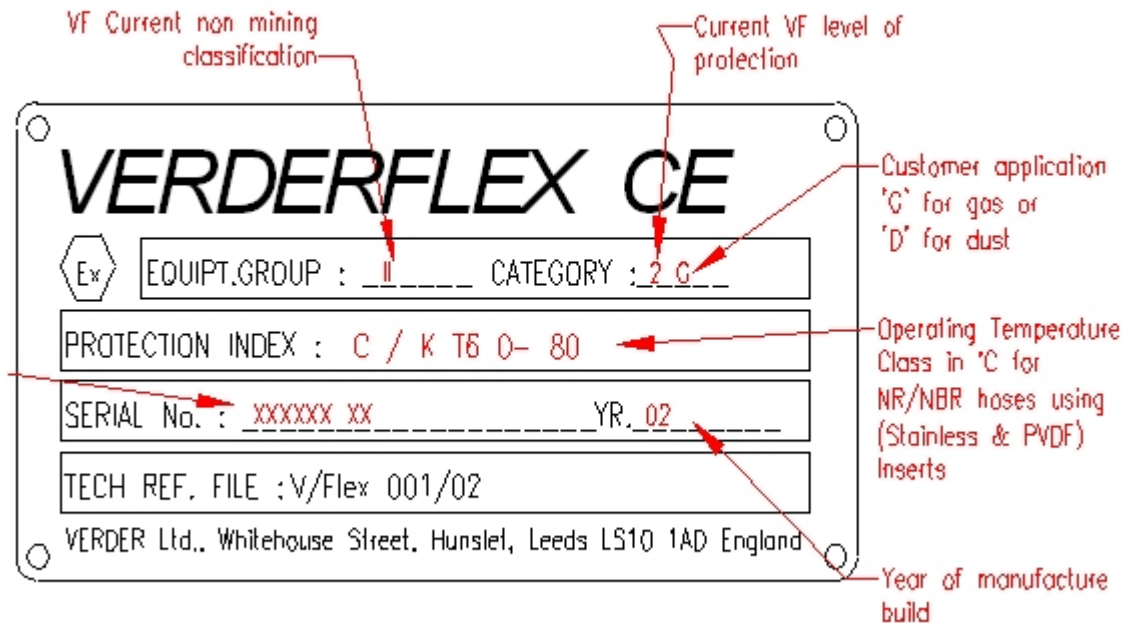 VF Current non mining
classification
Current VF level of
protection
VERDERFLEX CE
Customer application
'G' for gas or
'D' for dust
Ex
EQUIPT.GROUP : II CATEGORY : 2 G
PROTECTION INDEX : C / K T6 0- 80
Operating Temperature
Class in °C for
NR/NBR hoses using
(Stainless & PVDF)
Inserts
SERIAL No. : XXXXXX XX YR. 02
TECH REF. FILE :V/Flex 001/02
VERDER Ltd., Whitehouse Street, Hunslet, Leeds LS10 1AD England
Year of manufacture
build